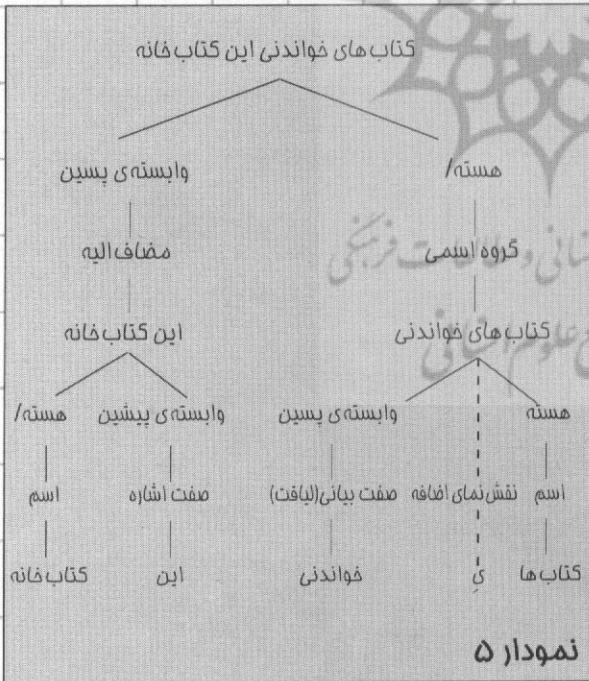 کتاب‌های خواندنی این کتاب‌خانه
هسته/ وابسته‌ی پسین
گروه اسمی مضاف‌الیه
کتاب‌های خواندنی این کتاب‌خانه
هسته وابسته‌ی پسین وابسته‌ی پیشین هسته/
اسم نقش‌نمای اضافه صفت بیانی(لیاقت) صفت اشاره اسم
کتاب‌ها یِ خواندنی این کتاب‌خانه
نمودار ۵